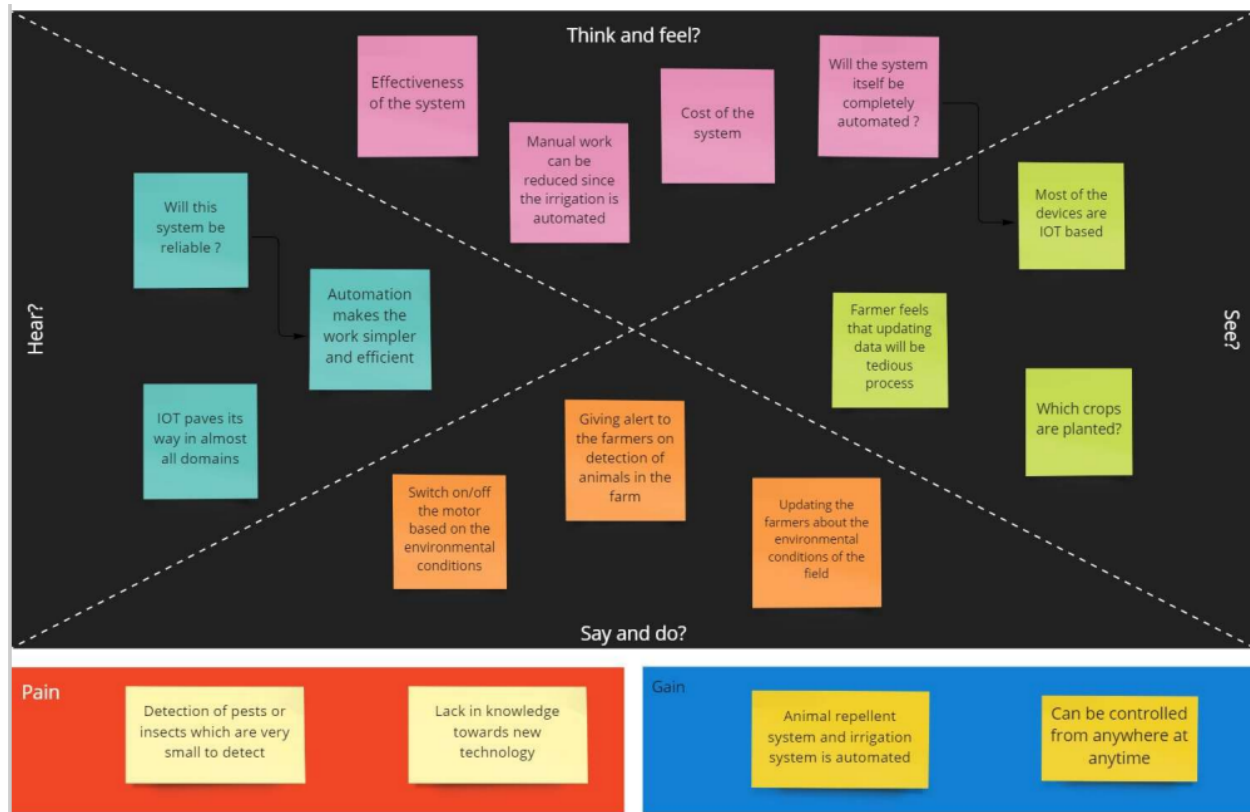 Think and feel?
Effectiveness
of the system
Manual work
can be
reduced since
the irrigation is
automated
Cost of the
system
Will the system
itself be
completely
automated ?
Hear?
Will this
system be
reliable ?
Automation
makes the
work simpler
and efficient
IOT paves its
way in almost
all domains
See?
Most of the
devices are
IOT based
Farmer feels
that updating
data will be
tedious
process
Which crops
are planted?
Giving alert to
the farmers on
detection of
animals in the
farm
Switch on/off
the motor
based on the
environmental
conditions
Updating the
farmers about the
environmental
conditions of the
field
Say and do?
Pain
Detection of pests or
insects which are very
small to detect
Lack in knowledge
towards new
technology
Gain
Animal repellent
system and irrigation
system is automated
Can be controlled
from anywhere at
anytime